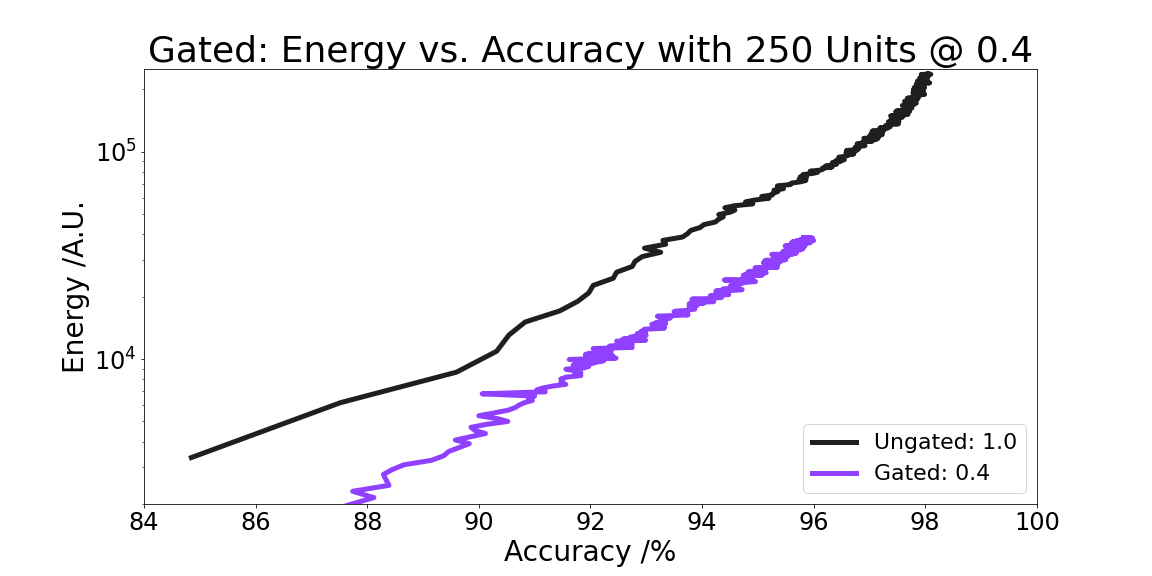 Gated: Energy vs. Accuracy with 250 Units @ 0.4
10^5
10^4
Energy /A.U.
Ungated: 1.0
Gated: 0.4
84 86 88 90 92 94 96 98 100
Accuracy /%